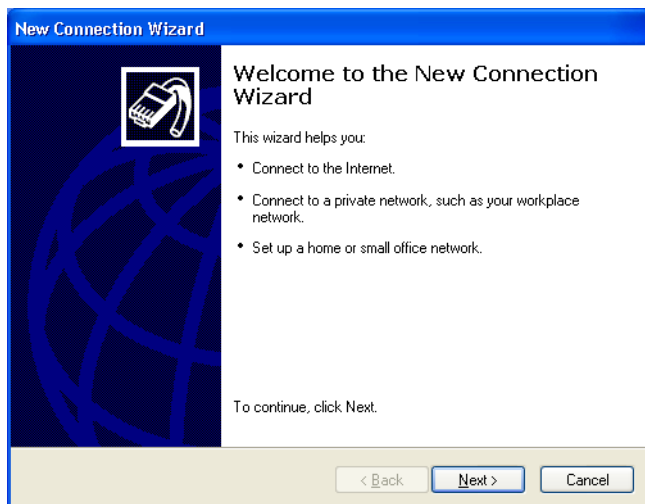 New Connection Wizard
Welcome to the New Connection
Wizard
This wizard helps you:
• Connect to the Internet.
• Connect to a private network, such as your workplace
network.
• Set up a home or small office network.
To continue, click Next.
< Back
Next >
Cancel